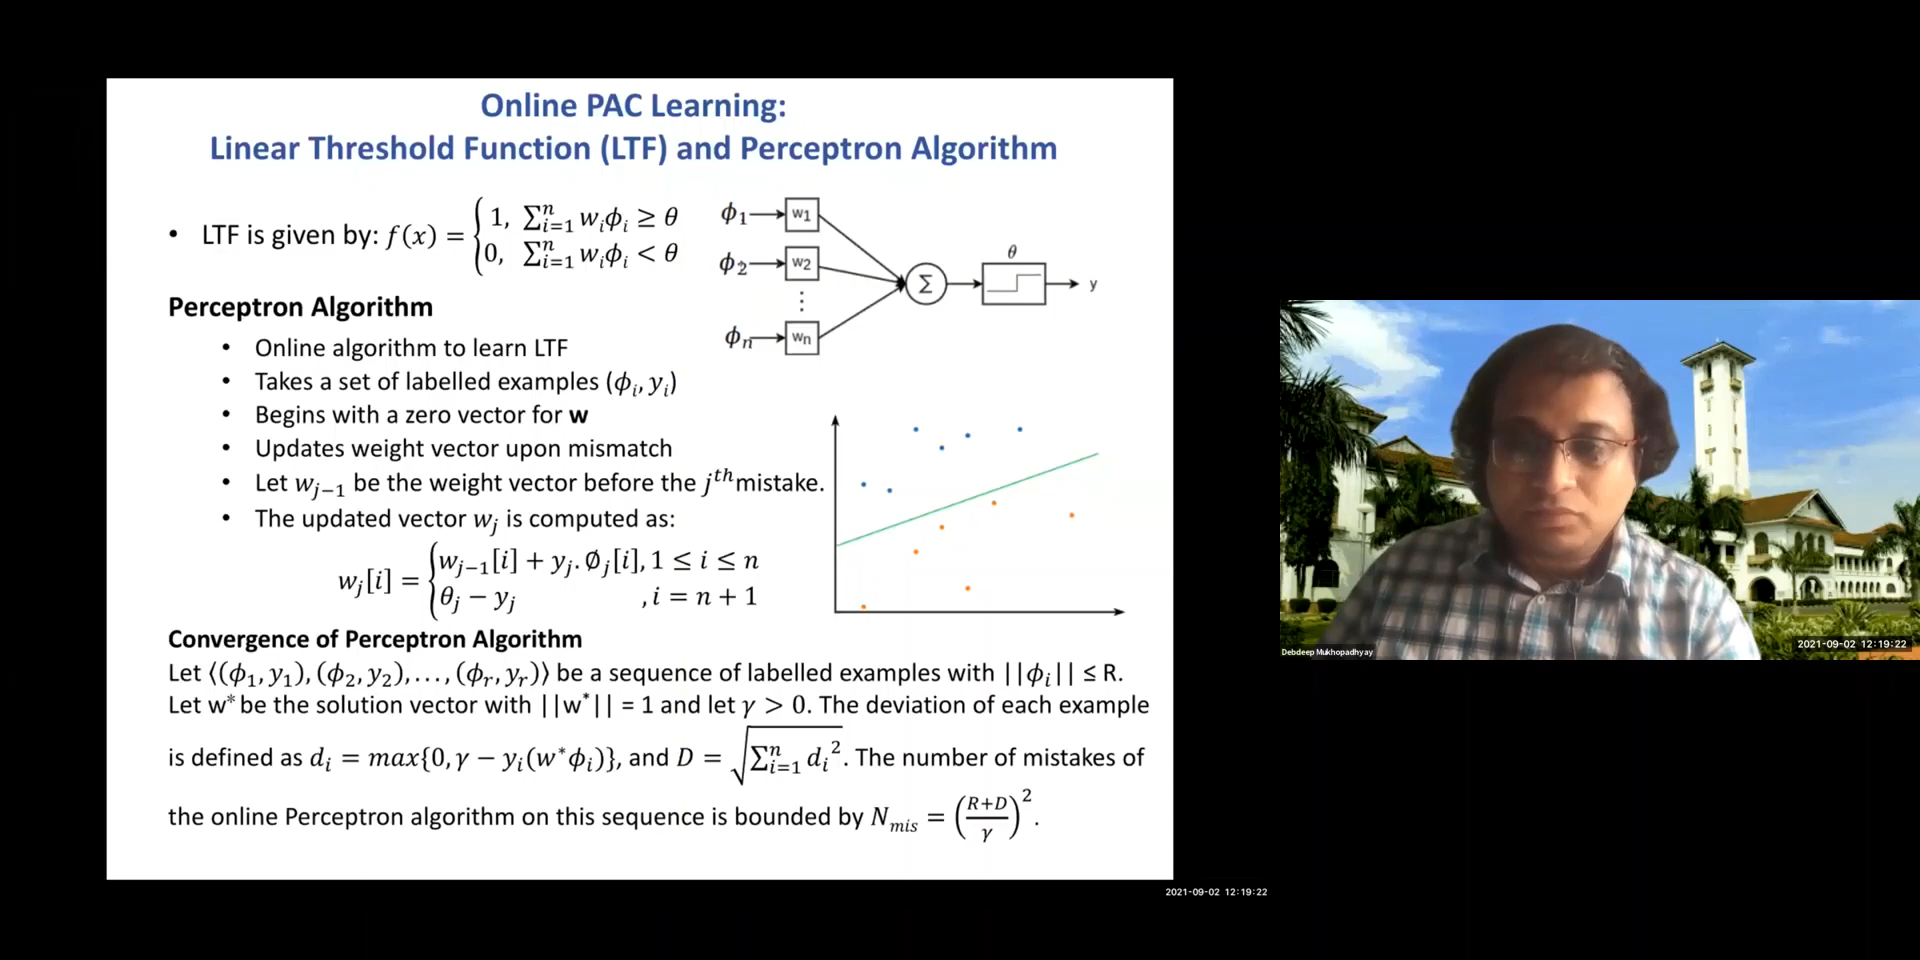 Online PAC Learning:
Linear Threshold Function (LTF) and Perceptron Algorithm
• LTF is given by: f(x) = { 1, ∑ⁿᵢ₌₁ wᵢϕᵢ ≥ θ
0, ∑ⁿᵢ₌₁ wᵢϕᵢ < θ
ϕ₁ w1
ϕ₂ w2
⋮
ϕₙ wn
Σ
θ
y
Perceptron Algorithm
• Online algorithm to learn LTF
• Takes a set of labelled examples (ϕᵢ, yᵢ)
• Begins with a zero vector for w
• Updates weight vector upon mismatch
• Let wⱼ₋₁ be the weight vector before the jᵗʰ mistake.
• The updated vector wⱼ is computed as:
wⱼ[i] = { wⱼ₋₁[i] + yⱼ. ∅ⱼ[i], 1 ≤ i ≤ n
θⱼ − yⱼ , i = n + 1
Convergence of Perceptron Algorithm
Let ⟨(ϕ₁, y₁), (ϕ₂, y₂), . . . , (ϕᵣ, yᵣ)⟩ be a sequence of labelled examples with ||ϕᵢ|| ≤ R.
Let w* be the solution vector with ||w*|| = 1 and let γ > 0. The deviation of each example
is defined as dᵢ = max{0, γ − yᵢ(w*ϕᵢ)}, and D = √(∑ⁿᵢ₌₁ dᵢ²). The number of mistakes of
the online Perceptron algorithm on this sequence is bounded by N_mis = ((R+D)/γ)².
Debdeep Mukhopadhyay
2021-09-02 12:19:22
2021-09-02 12:19:22